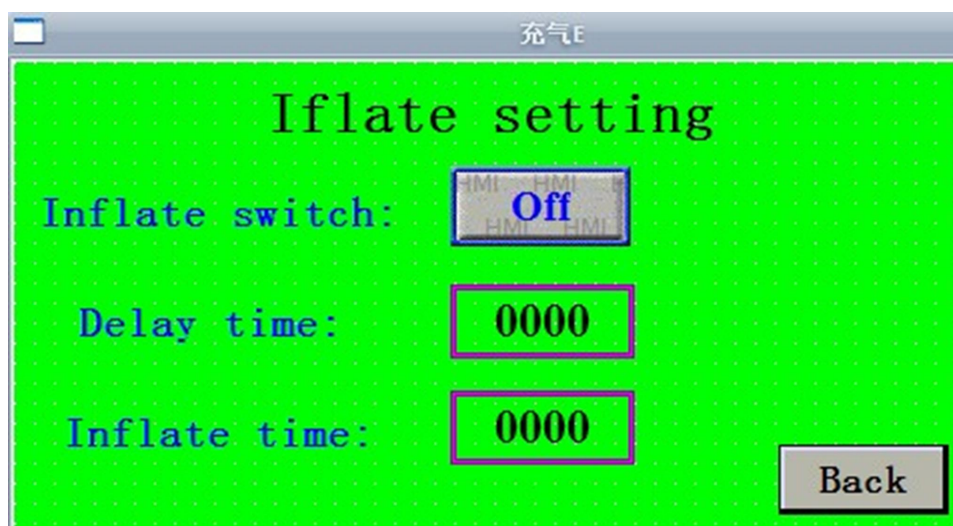 充气E
Iflate setting
Inflate switch: Off
HMI HMI
HMI HMI
Delay time: 0000
Inflate time: 0000
Back